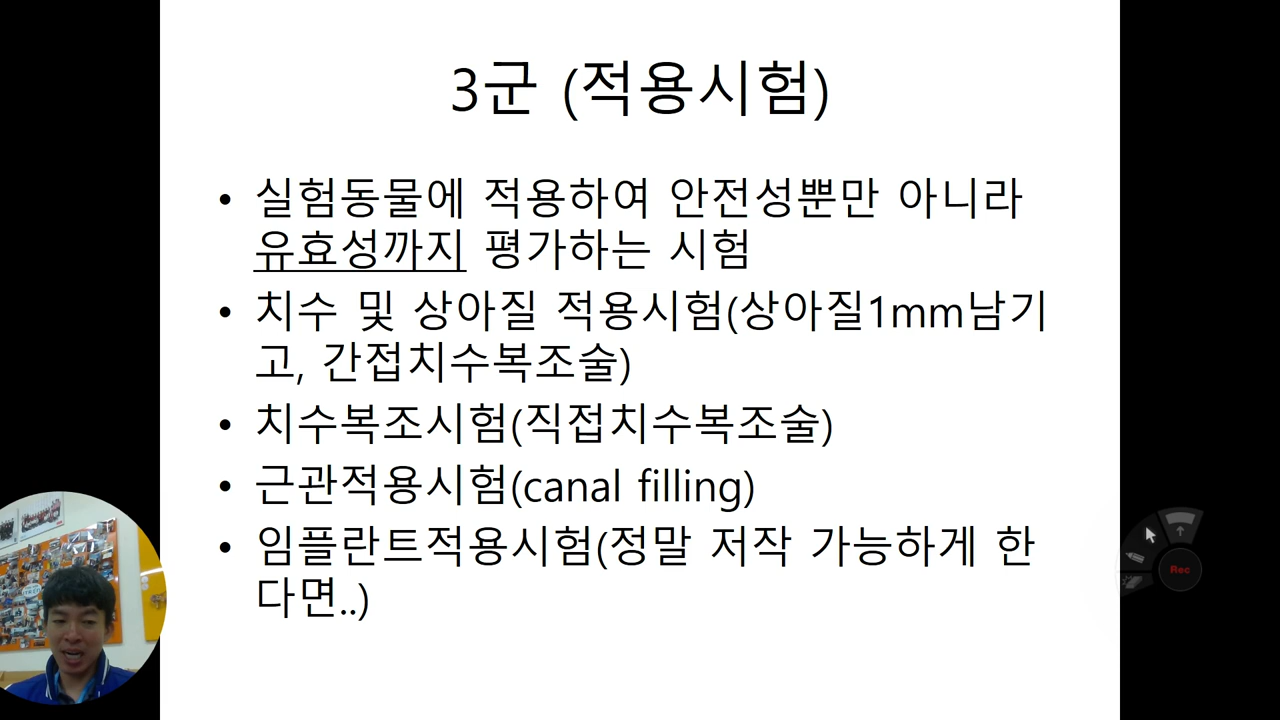 3군 (적용시험)
• 실험동물에 적용하여 안전성뿐만 아니라
유효성까지 평가하는 시험
• 치수 및 상아질 적용시험(상아질1mm남기
고, 간접치수복조술)
• 치수복조시험(직접치수복조술)
• 근관적용시험(canal filling)
• 임플란트적용시험(정말 저작 가능하게 한
다면..)
Rec